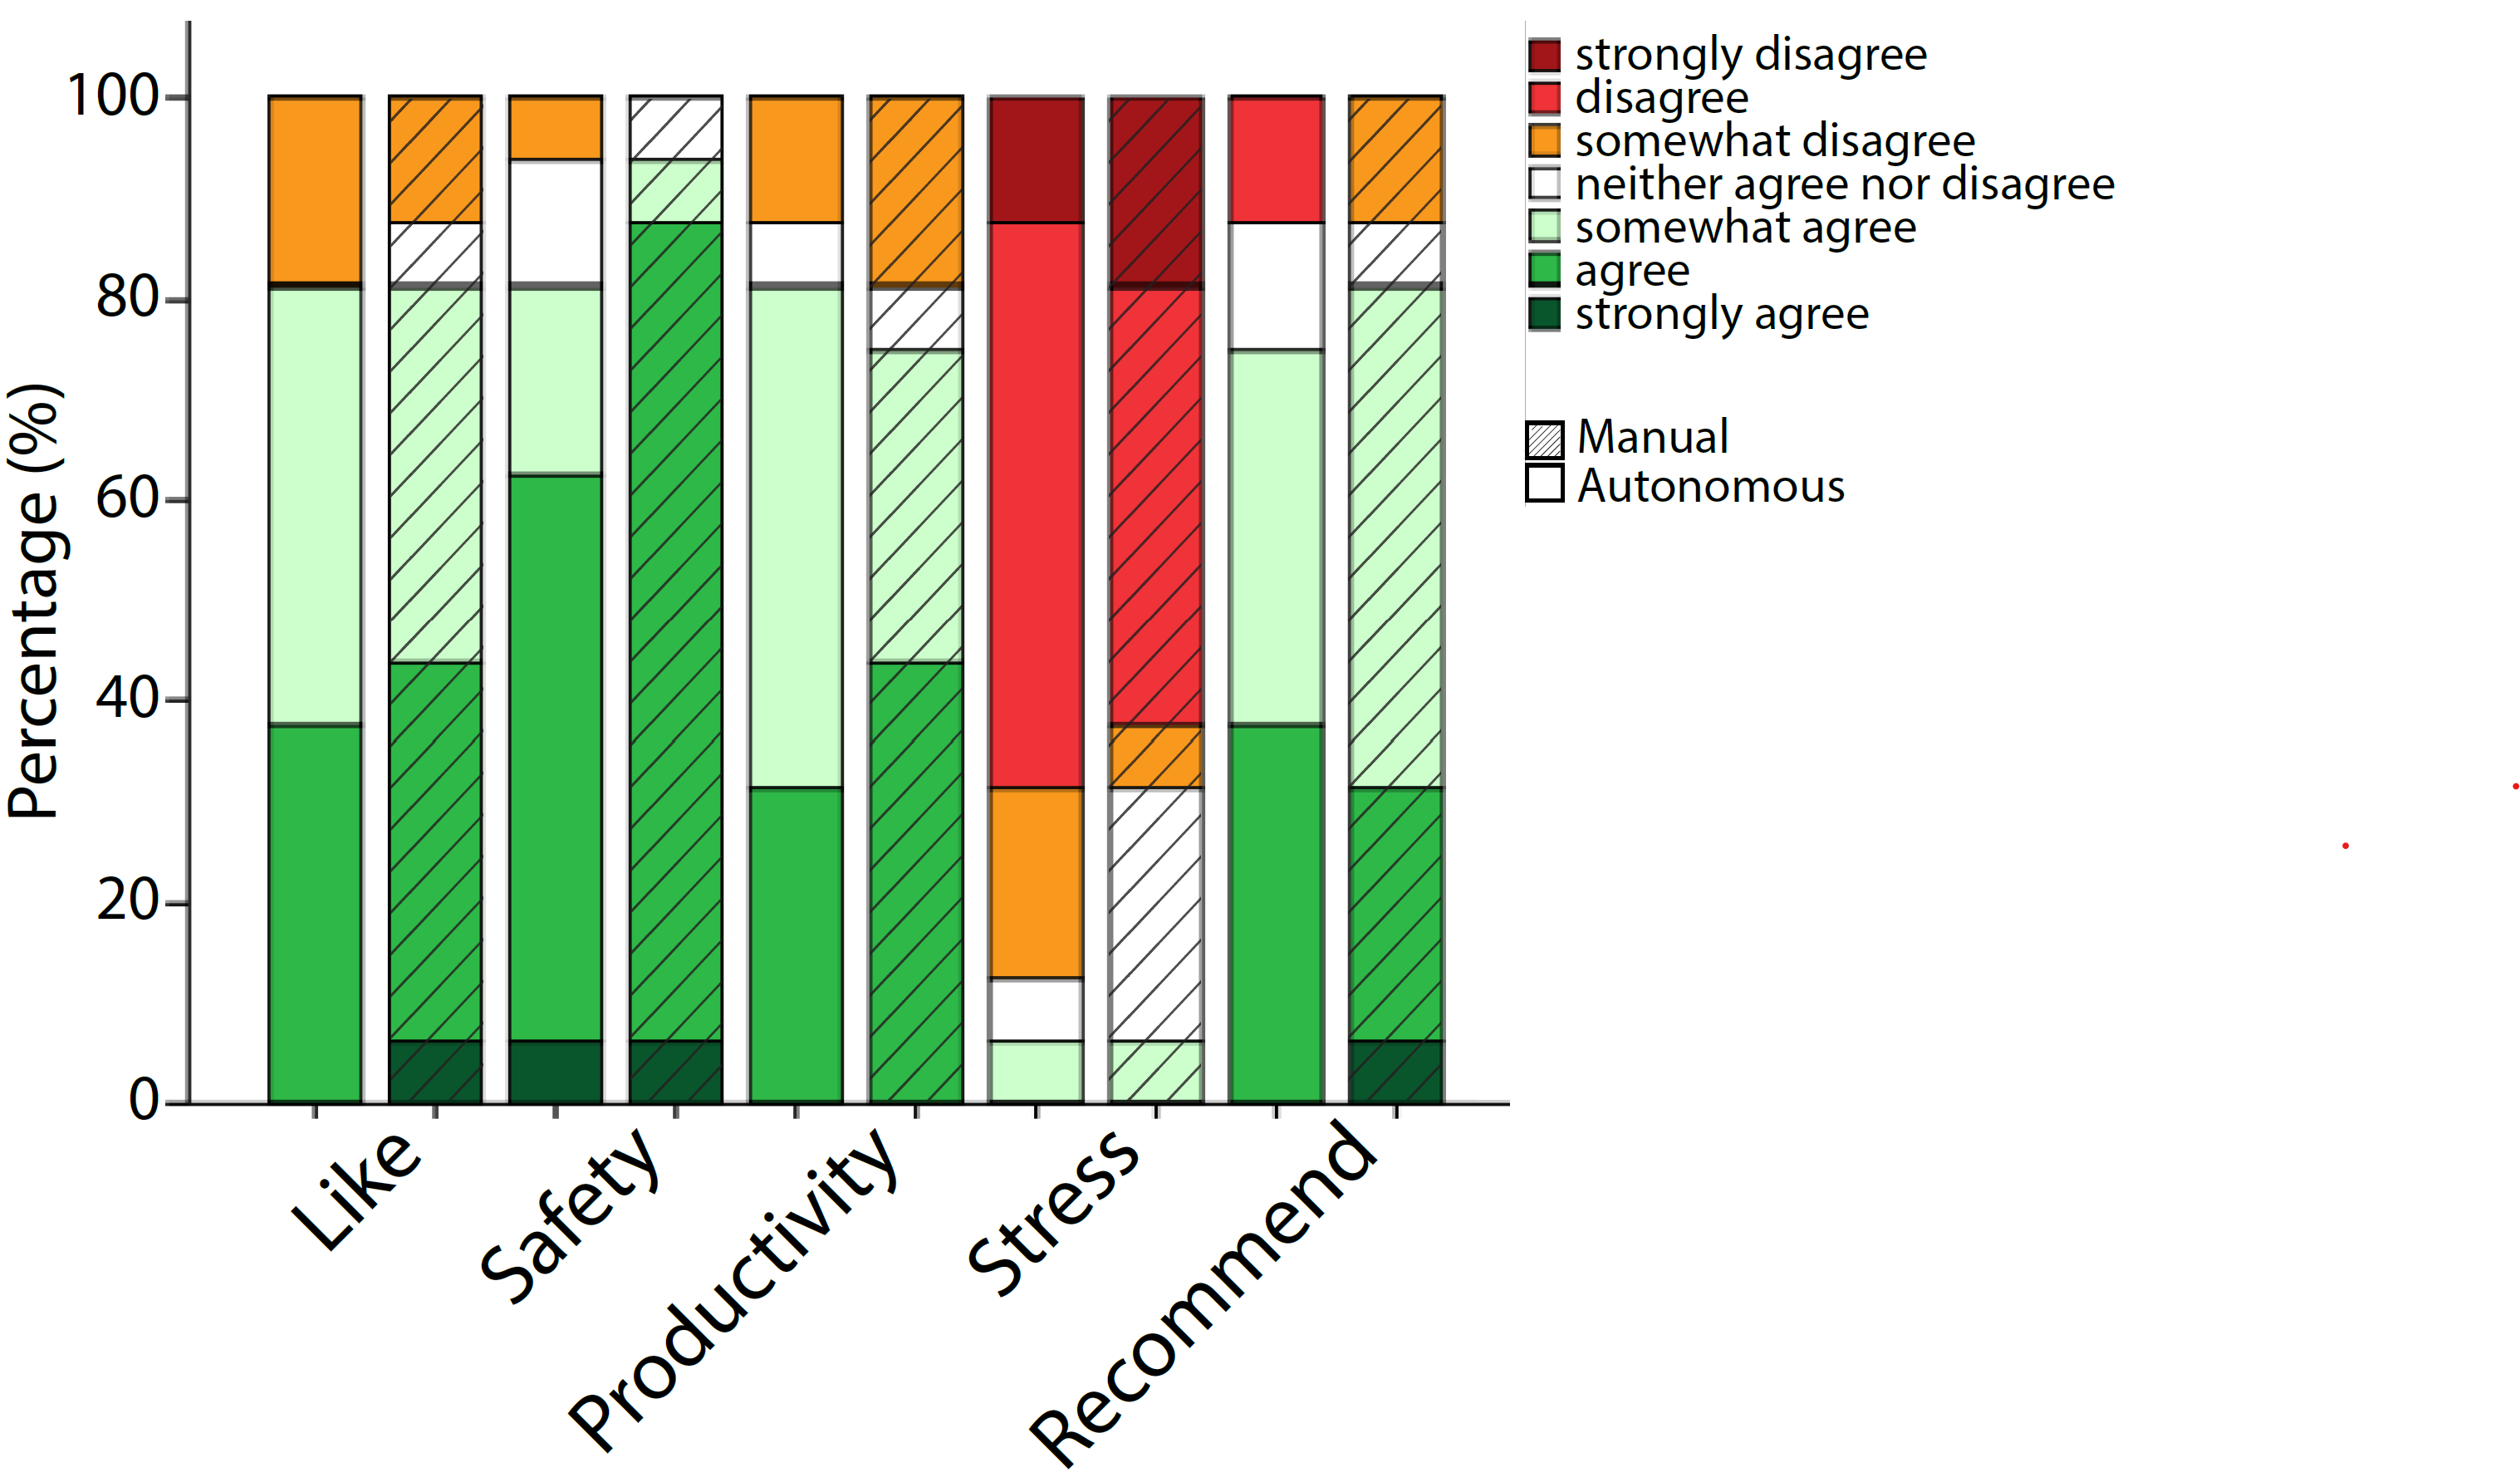 Percentage (%)
100
80
60
40
20
0
Like
Safety
Productivity
Stress
Recommend
strongly disagree
disagree
somewhat disagree
neither agree nor disagree
somewhat agree
agree
strongly agree
Manual
Autonomous